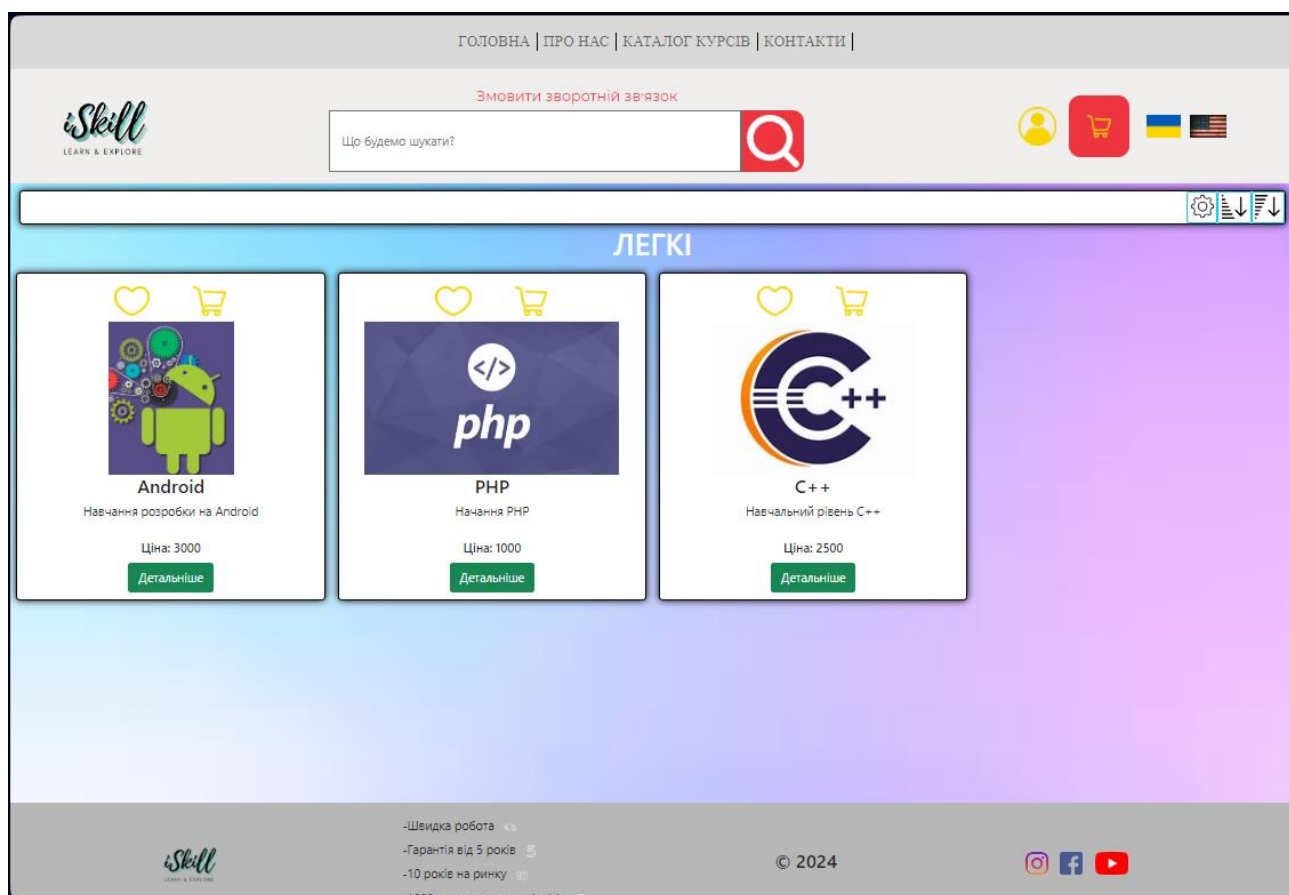 ГОЛОВНА | ПРО НАС | КАТАЛОГ КУРСІВ | КОНТАКТИ |
Змовити зворотній зв'язок
iSkill
LEARN & EXPLORE
Що будемо шукати?
ЛЕГКІ
Android
Навчання розробки на Android
Ціна: 3000
Детальніше
php
PHP
Начання PHP
Ціна: 1000
Детальніше
C++
C++
Навчальний рівень C++
Ціна: 2500
Детальніше
-Швидка робота
-Гарантія від 5 років
-10 років на ринку
iSkill
LEARN & EXPLORE
© 2024